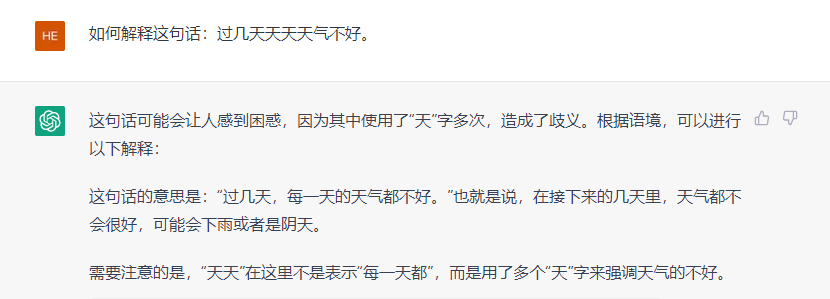 HE
如何解释这句话：过几天天天天气不好。
这句话可能会让人感到困惑，因为其中使用了“天”字多次，造成了歧义。根据语境，可以进行
以下解释：
这句话的意思是：“过几天，每一天的天气都不好。”也就是说，在接下来的几天里，天气都不
会很好，可能会下雨或者是阴天。
需要注意的是，“天天”在这里不是表示“每一天都”，而是用了多个“天”字来强调天气的不好。